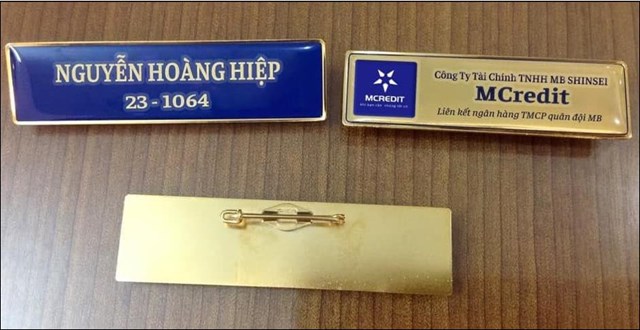 NGUYỄN HOÀNG HIỆP
23 - 1064
MCREDIT
Công Ty Tài Chính TNHH MB SHINSEI
MCredit
Liên kết ngân hàng TMCP quân đội MB